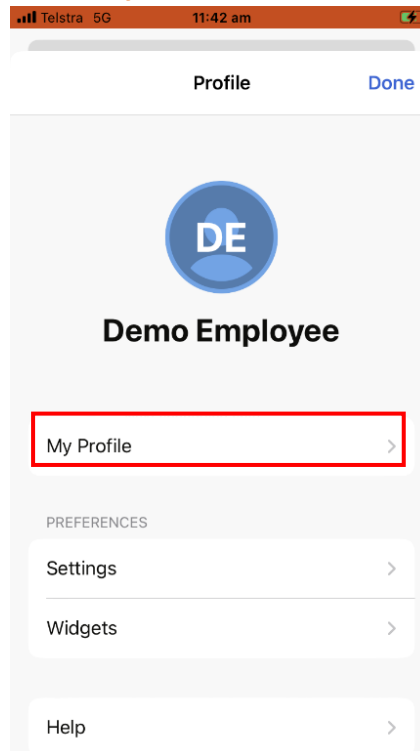 Telstra 5G 11:42 am
Profile Done
DE
Demo Employee
My Profile
PREFERENCES
Settings
Widgets
Help